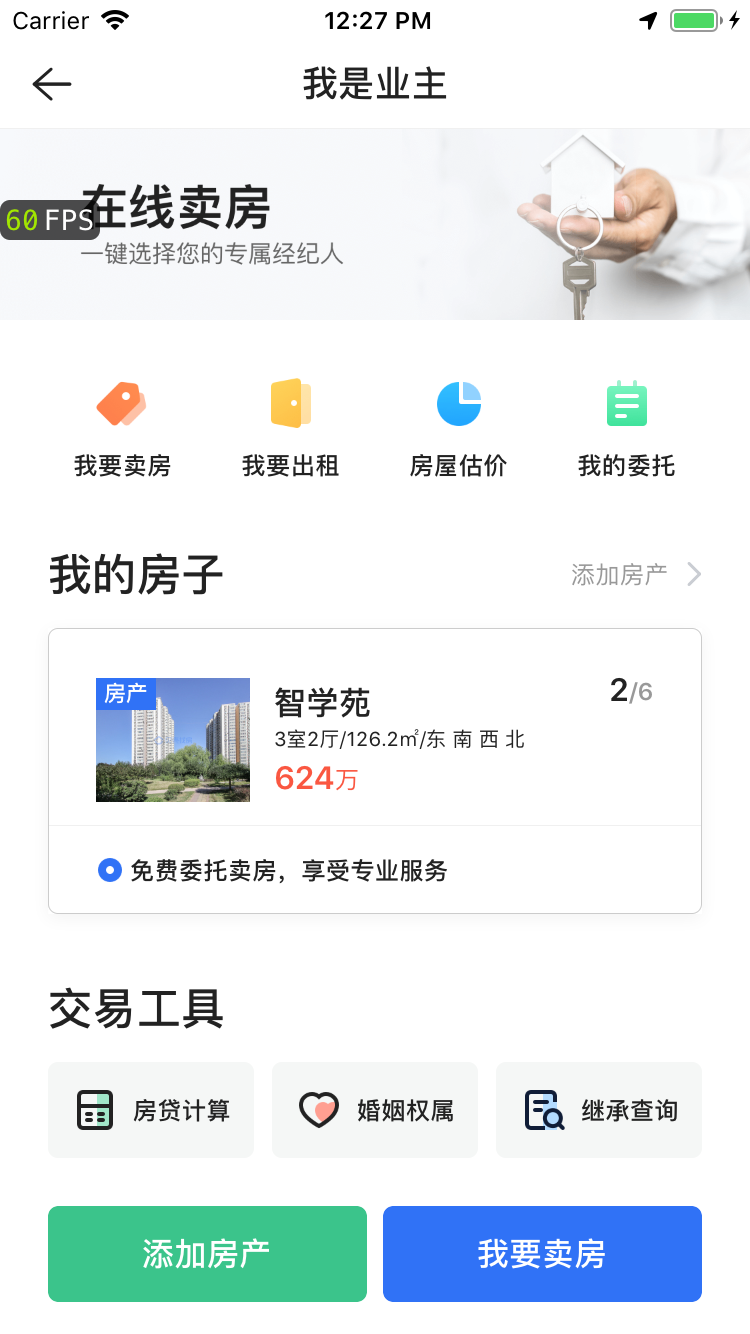 Carrier 12:27 PM
我是业主
在线卖房
60 FPS
一键选择您的专属经纪人
我要卖房 我要出租 房屋估价 我的委托
我的房子 添加房产
房产
智学苑 2/6
3室2厅/126.2㎡/东 南 西 北
624万
免费委托卖房，享受专业服务
交易工具
房贷计算 婚姻权属 继承查询
添加房产 我要卖房